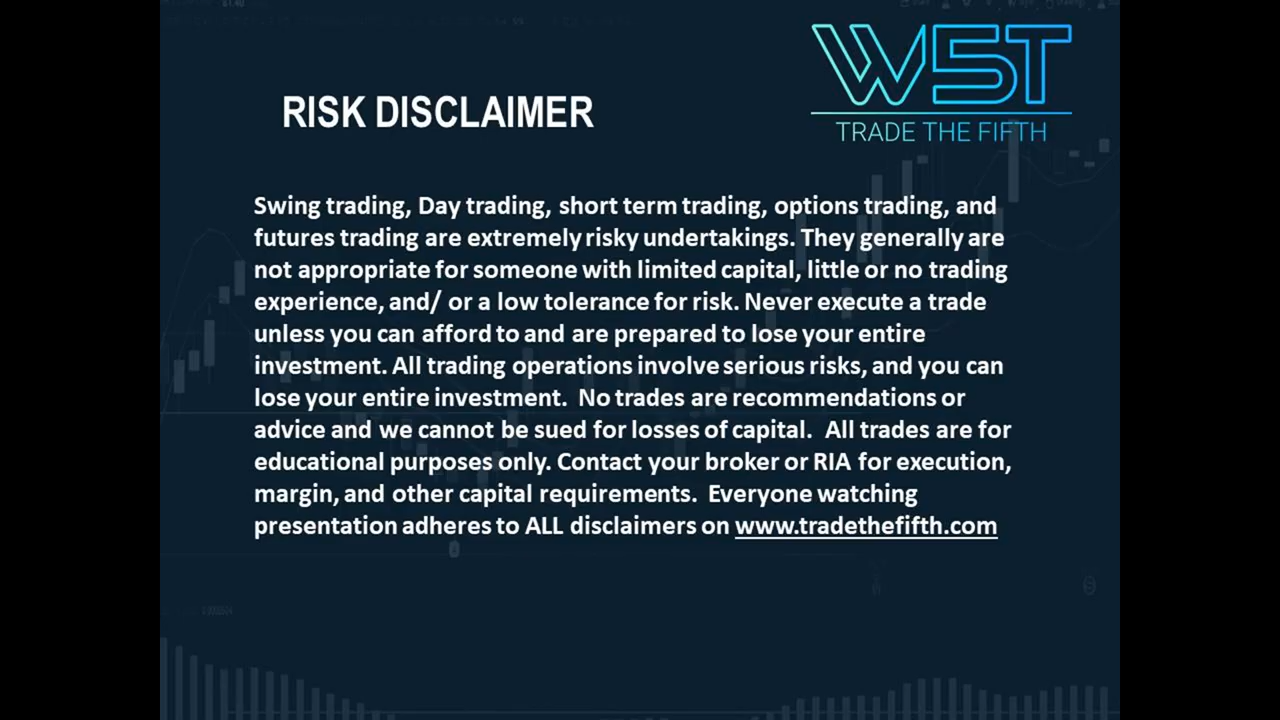 W5T
TRADE THE FIFTH
RISK DISCLAIMER
Swing trading, Day trading, short term trading, options trading, and
futures trading are extremely risky undertakings. They generally are
not appropriate for someone with limited capital, little or no trading
experience, and/ or a low tolerance for risk. Never execute a trade
unless you can afford to and are prepared to lose your entire
investment. All trading operations involve serious risks, and you can
lose your entire investment.  No trades are recommendations or
advice and we cannot be sued for losses of capital.  All trades are for
educational purposes only. Contact your broker or RIA for execution,
margin, and other capital requirements.  Everyone watching
presentation adheres to ALL disclaimers on www.tradethefifth.com